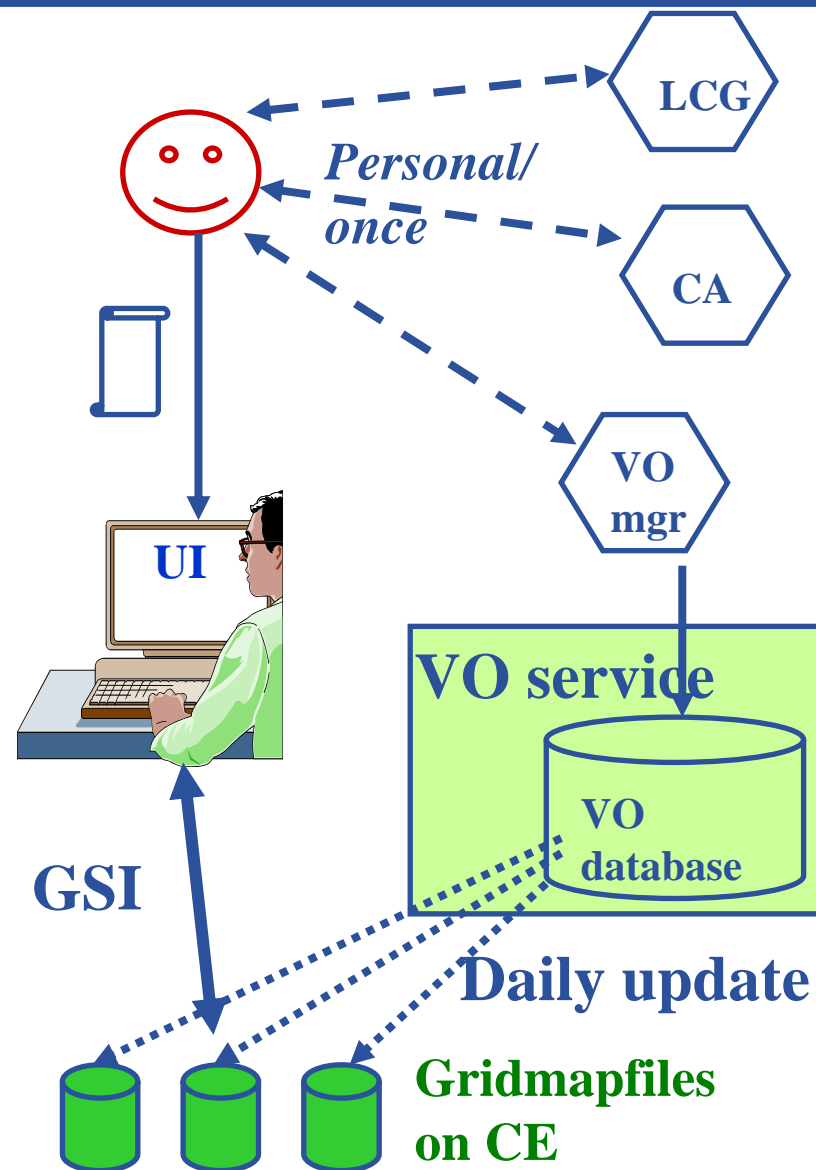 LCG
Personal/
once
CA
VO
mgr
UI
VO service
VO
database
GSI
Daily update
Gridmapfiles
on CE